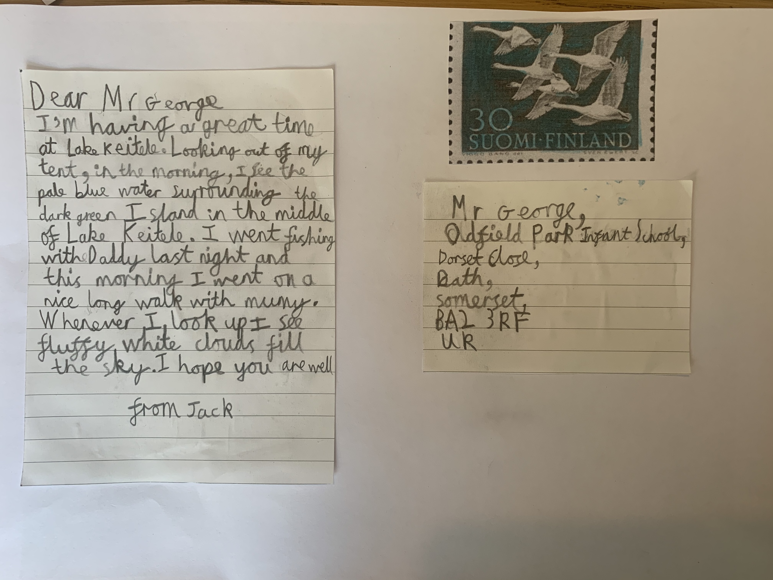 Dear Mr George
I'm having a great time
at Lake Keitele. Looking out of my
tent, in the morning, I see the
pale blue water surrounding the
dark green Island in the middle
of Lake Keitele. I went fishing
with Daddy last night and
this morning I went on a
nice long walk with mumy.
Whenever I look up I see
fluffy white clouds fill
the sky. I hope you are well
from Jack
30
SUOMI-FINLAND
Mr George,
Oldfield Park Infant School,
Dorset Close,
Bath,
somerset,
BA2 3RF
UK